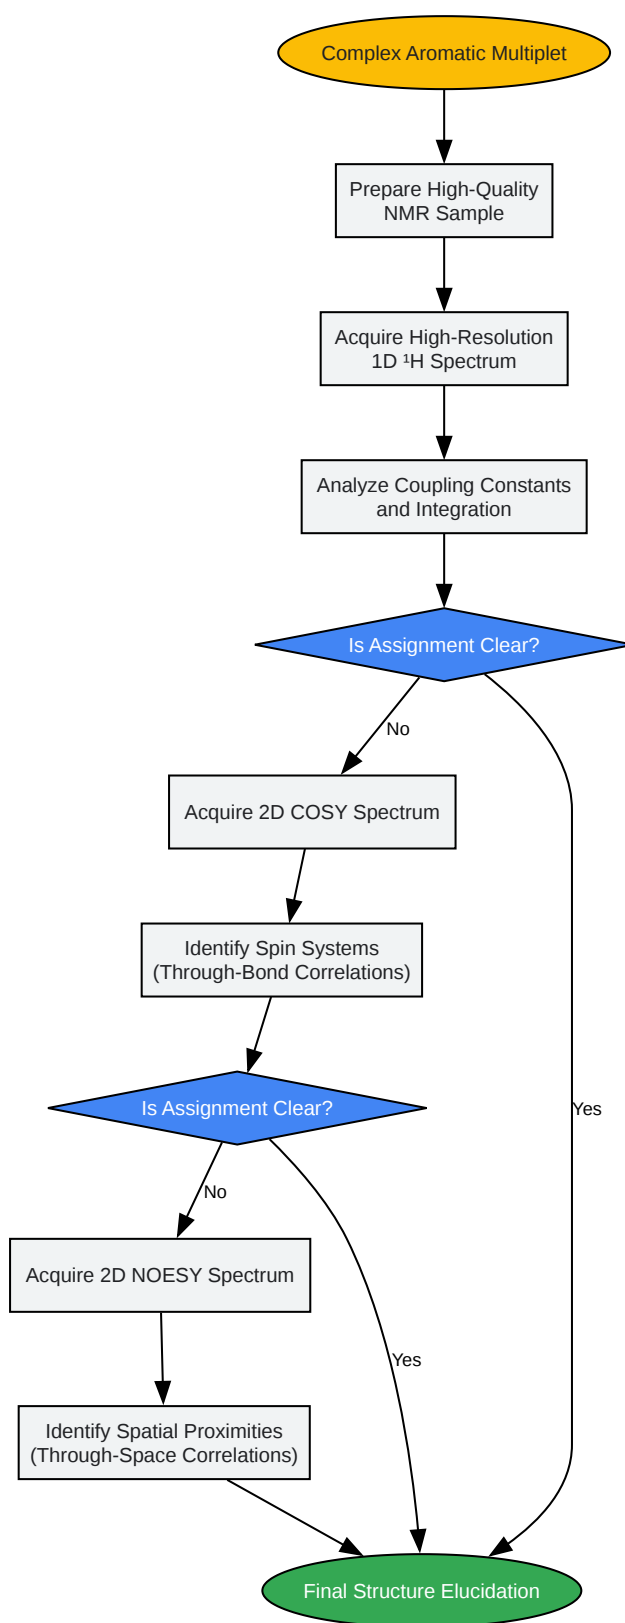 Complex Aromatic Multiplet
Prepare High-Quality
NMR Sample
Acquire High-Resolution
1D ¹H Spectrum
Analyze Coupling Constants
and Integration
Is Assignment Clear?
No
Acquire 2D COSY Spectrum
Identify Spin Systems
(Through-Bond Correlations)
Is Assignment Clear?
Yes
No
Acquire 2D NOESY Spectrum
Yes
Identify Spatial Proximities
(Through-Space Correlations)
Final Structure Elucidation